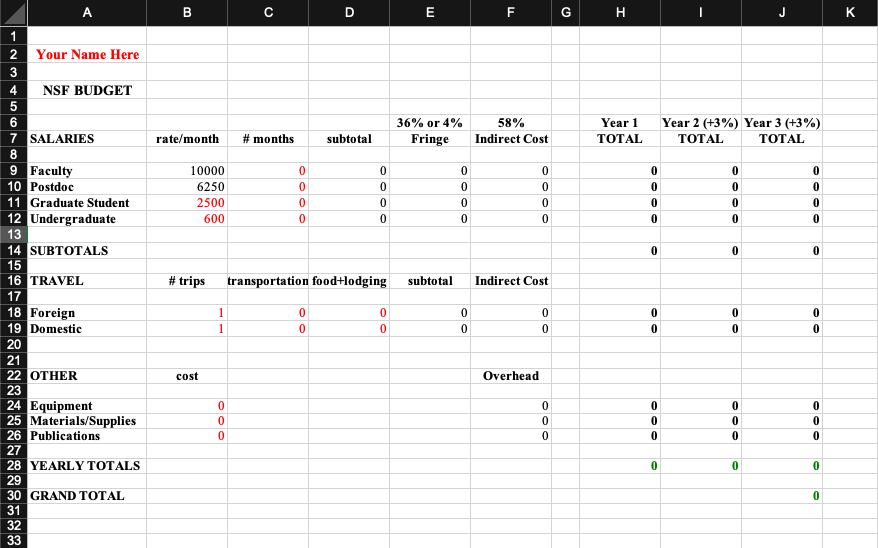 A B C D E F G H I J K
1
2 Your Name Here
3
4 NSF BUDGET
5
6 36% or 4% 58% Year 1 Year 2 (+3%) Year 3 (+3%)
7 SALARIES rate/month # months subtotal Fringe Indirect Cost TOTAL TOTAL TOTAL
8
9 Faculty 10000 0 0 0 0 0 0 0
10 Postdoc 6250 0 0 0 0 0 0 0
11 Graduate Student 2500 0 0 0 0 0 0 0
12 Undergraduate 600 0 0 0 0 0 0 0
13
14 SUBTOTALS 0 0 0
15
16 TRAVEL # trips transportation food+lodging subtotal Indirect Cost
17
18 Foreign 1 0 0 0 0 0 0 0
19 Domestic 1 0 0 0 0 0 0 0
20
21
22 OTHER cost Overhead
23
24 Equipment 0 0 0 0 0
25 Materials/Supplies 0 0 0 0 0
26 Publications 0 0 0 0 0
27
28 YEARLY TOTALS 0 0 0
29
30 GRAND TOTAL 0
31
32
33